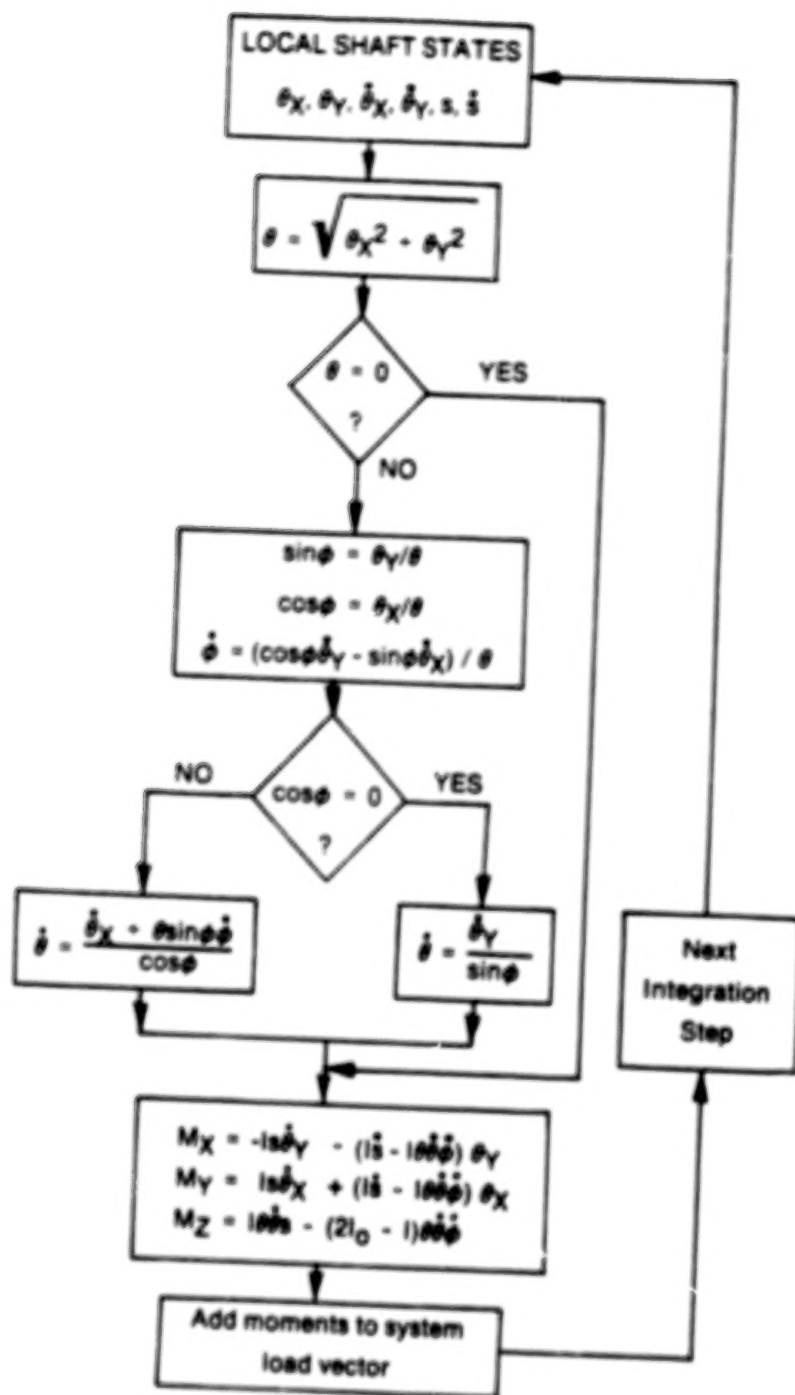 LOCAL SHAFT STATES
θX, θY, θ̇X, θ̇Y, s, ṡ
θ = √(θX² + θY²)
θ = 0
?
YES
NO
sinϕ = θY/θ
cosϕ = θX/θ
ϕ̇ = (cosϕθ̇Y - sinϕθ̇X) / θ
NO
cosϕ = 0
?
YES
θ̇ = (θ̇X + θsinϕϕ̇) / cosϕ
θ̇ = θ̇Y / sinϕ
Next
Integration
Step
MX = -Isθ̇Y - (Iṡ - Iθθ̇ϕ̇) θY
MY = Isθ̇X + (Iṡ - Iθθ̇ϕ̇) θX
MZ = Iθθ̇s - (2Io - I)θθ̇ϕ̇
Add moments to system
load vector